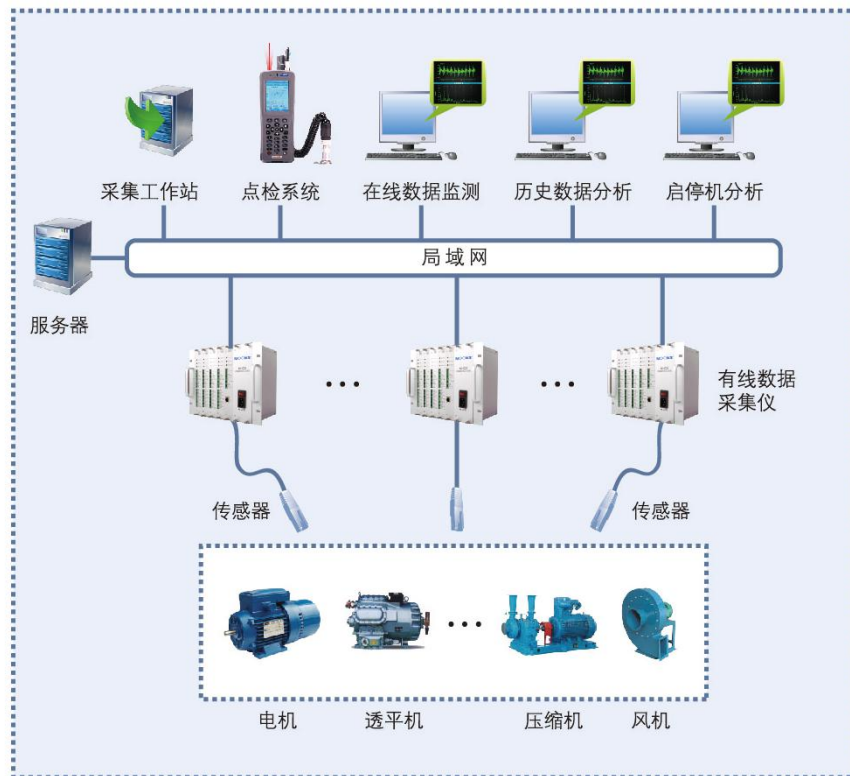 采集工作站
点检系统
在线数据监测
历史数据分析
启停机分析
局域网
服务器
有线数据
采集仪
传感器
传感器
电机
透平机
压缩机
风机